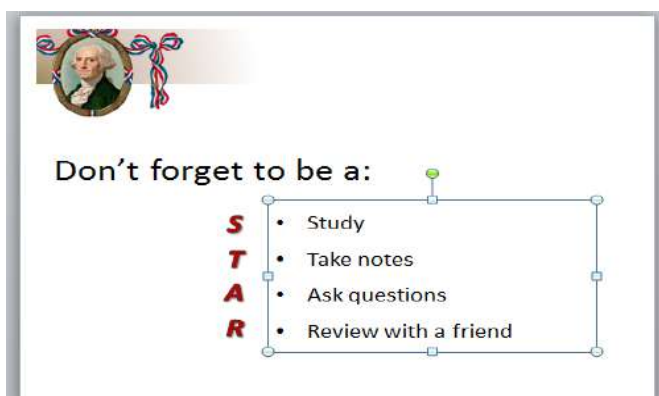 Don't forget to be a:
S • Study
T • Take notes
A • Ask questions
R • Review with a friend